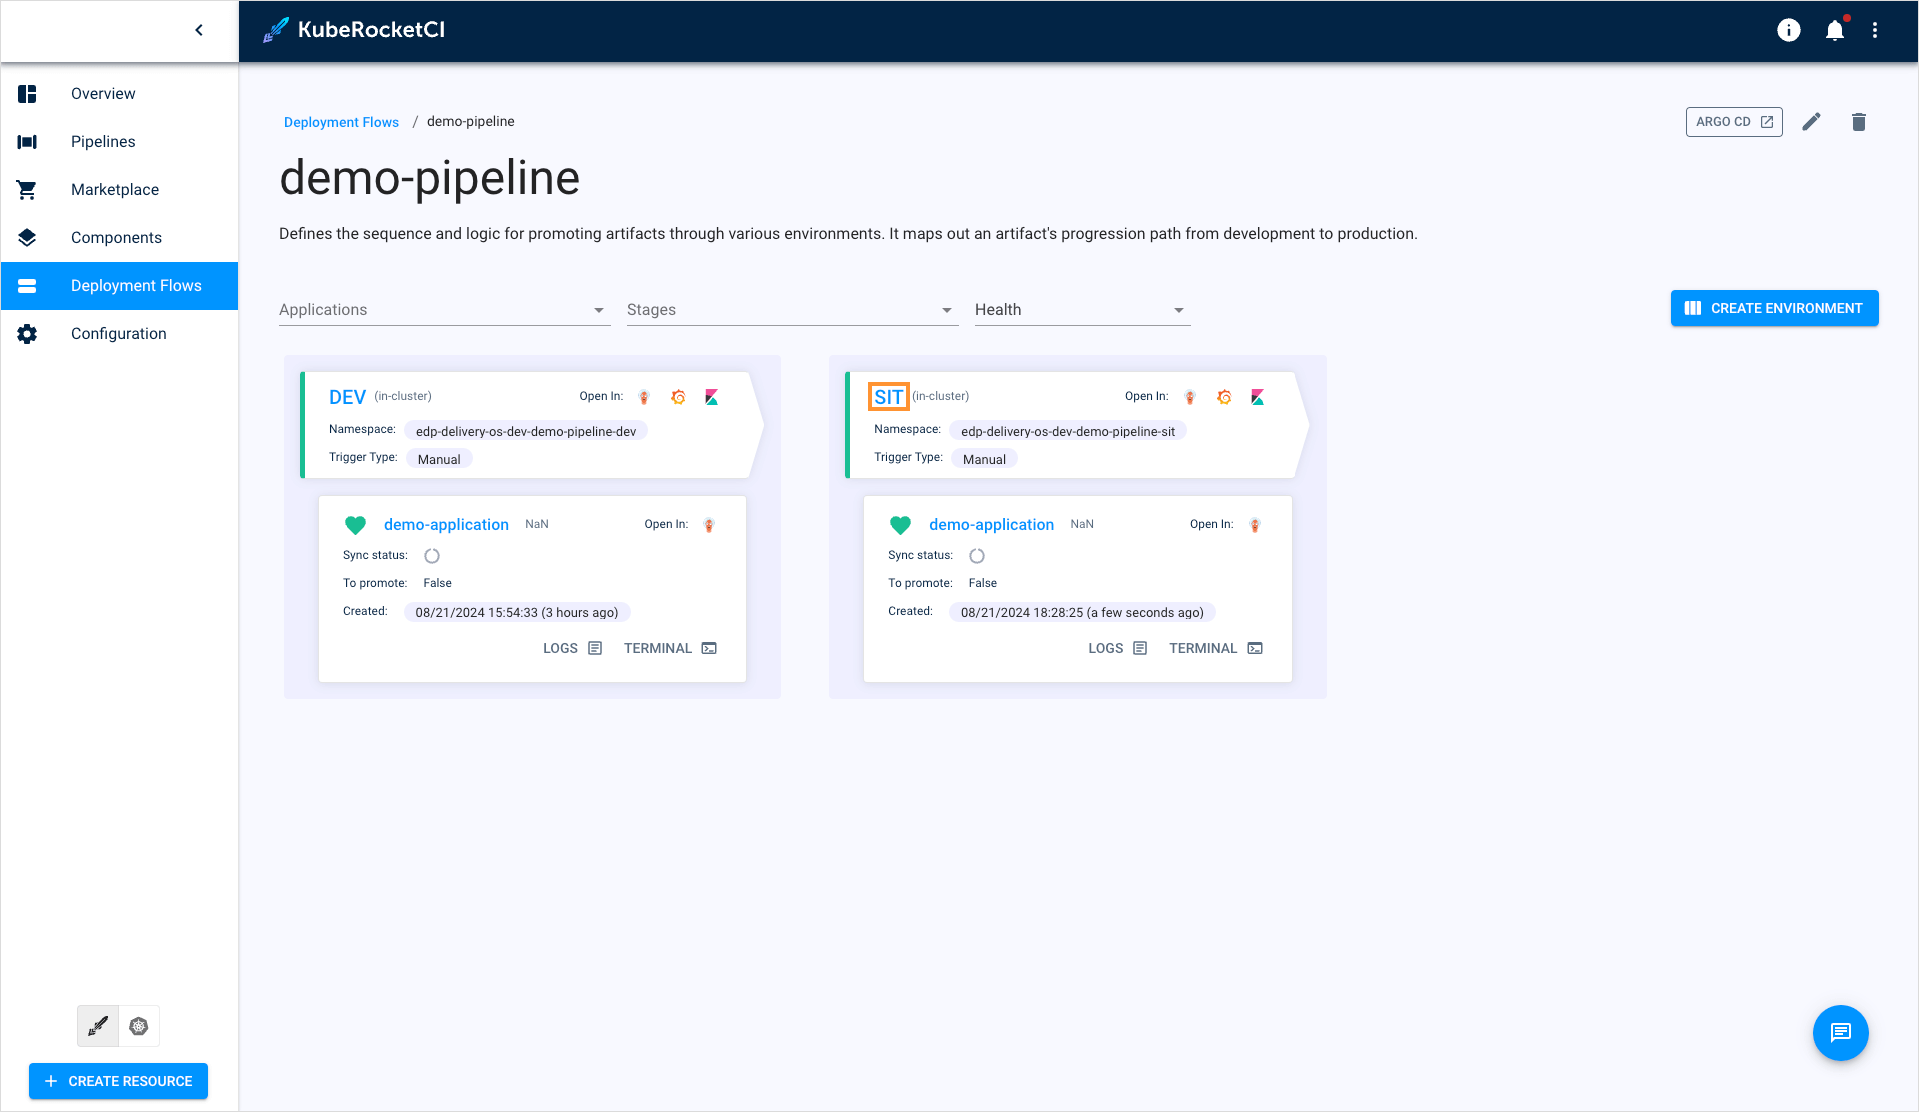 KubeRocketCI
Overview
Pipelines
Marketplace
Components
Deployment Flows
Configuration
CREATE RESOURCE
Deployment Flows / demo-pipeline
ARGO CD
demo-pipeline
Defines the sequence and logic for promoting artifacts through various environments. It maps out an artifact's progression path from development to production.
Applications
Stages
Health
CREATE ENVIRONMENT
DEV (in-cluster) Open In:
Namespace: edp-delivery-os-dev-demo-pipeline-dev
Trigger Type: Manual
demo-application NaN Open In:
Sync status:
To promote: False
Created: 08/21/2024 15:54:33 (3 hours ago)
LOGS TERMINAL
SIT (in-cluster) Open In:
Namespace: edp-delivery-os-dev-demo-pipeline-sit
Trigger Type: Manual
demo-application NaN Open In:
Sync status:
To promote: False
Created: 08/21/2024 18:28:25 (a few seconds ago)
LOGS TERMINAL